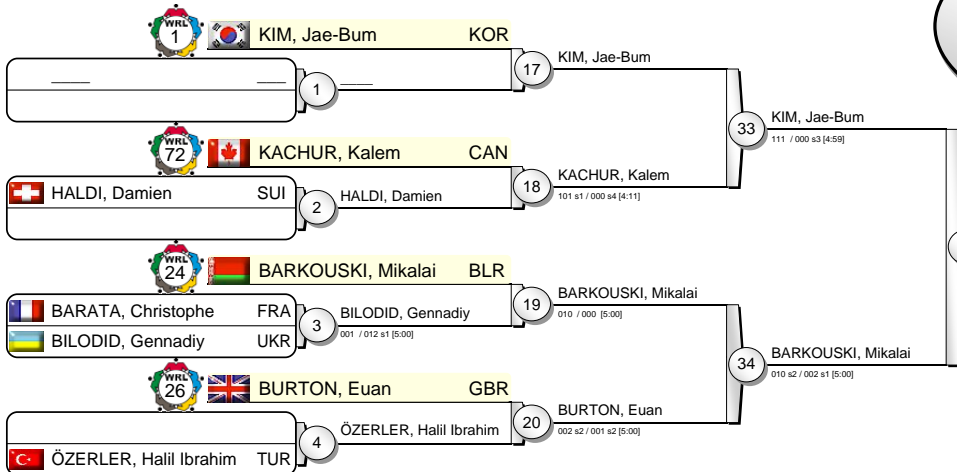 WRL 1 KIM, Jae-Bum KOR
____ ___ 1 ____
17 KIM, Jae-Bum
33 KIM, Jae-Bum
111 / 000 s3 [4:59]
WRL 72 KACHUR, Kalem CAN
HALDI, Damien SUI 2 HALDI, Damien
18 KACHUR, Kalem
101 s1 / 000 s4 [4:11]
WRL 24 BARKOUSKI, Mikalai BLR
BARATA, Christophe FRA
BILODID, Gennadiy UKR
3 BILODID, Gennadiy
001 / 012 s1 [5:00]
19 BARKOUSKI, Mikalai
010 / 000 [5:00]
34 BARKOUSKI, Mikalai
010 s2 / 002 s1 [5:00]
WRL 26 BURTON, Euan GBR
ÖZERLER, Halil Ibrahim TUR
4 ÖZERLER, Halil Ibrahim
20 BURTON, Euan
002 s2 / 001 s2 [5:00]